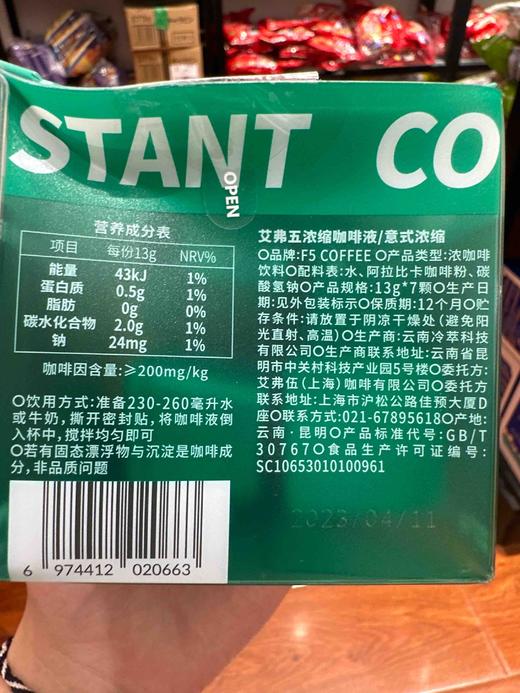 STANT CO
OPEN
营养成分表
项目 每份13g NRV%
能量 43kJ 1%
蛋白质 0.5g 1%
脂肪 0g 0%
碳水化合物 2.0g 1%
钠 24mg 1%
咖啡因含量:≥200mg/kg
○饮用方式:准备230-260毫升水
或牛奶,撕开密封贴,将咖啡液倒
入杯中,搅拌均匀即可
○若有固态漂浮物与沉淀是咖啡成
分,非品质问题
6 974412 020663
艾弗五浓缩咖啡液/意式浓缩
○品牌:F5 COFFEE ○产品类型:浓咖啡
饮料○配料表:水、阿拉比卡咖啡粉、碳
酸氢钠○产品规格:13g*7颗○生产日
期:见外包装标示○保质期:12个月○贮
存条件:请放置于阴凉干燥处(避免阳
光直射、高温)○生产商:云南冷萃科技
有限公司○生产商联系地址:云南省昆
明市中关村科技产业园5号楼○委托方:
艾弗伍(上海)咖啡有限公司○委托方
联系地址:上海市沪松公路佳预大厦D
座○联系方式:021-67895618○产地:
云南·昆明○产品标准代号:GB/T
30767○食品生产许可证编号:
SC10653010100961
2023/04/11